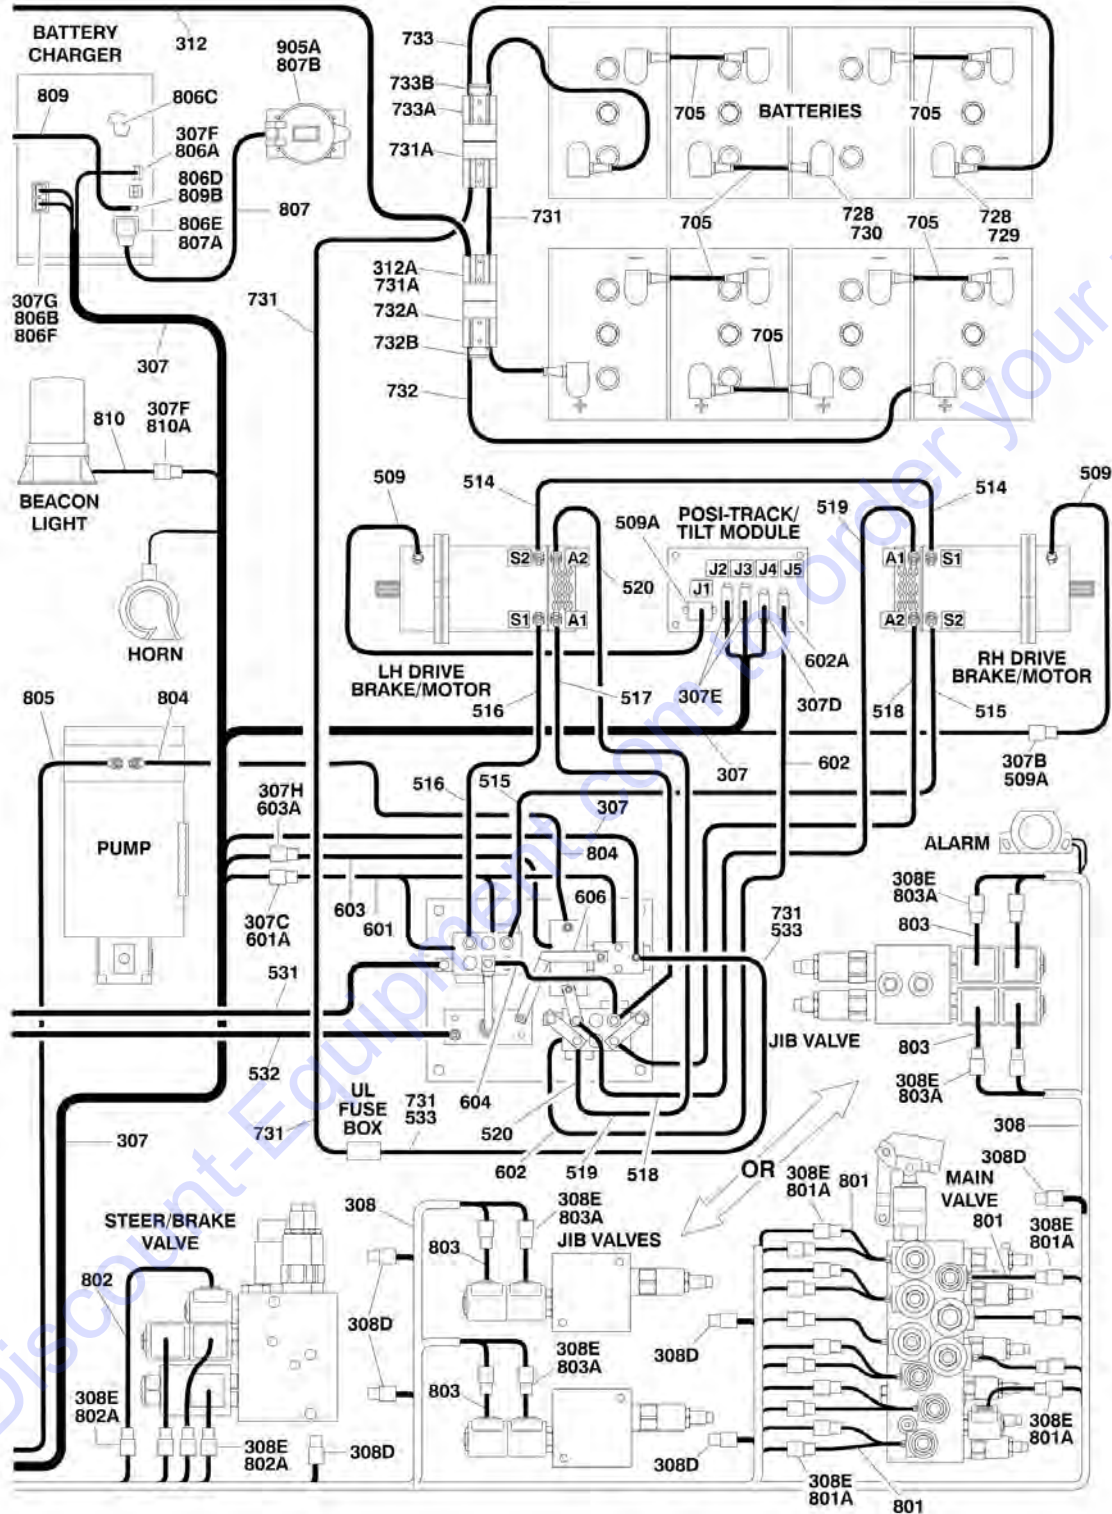 BATTERY
CHARGER
312
905A
807B
733
733B
733A
731A
705
705
BATTERIES
705
705
809
806C
307F
806A
806D
809B
806E
807A
807
731
705
728
730
705
728
729
307G
806B
806F
307
731
312A
731A
732A
732B
732
705
BEACON
LIGHT
810
307F
810A
HORN
509
514
509A
POSI-TRACK/
TILT MODULE
519
514
509
S2
A2
S1
A1
J1
J2
J3
J4
J5
A1
S1
A2
S2
520
LH DRIVE
BRAKE/MOTOR
516
517
307E
307D
602A
518
515
RH DRIVE
BRAKE/MOTOR
805
804
PUMP
307H
603A
516
515
307
804
307
602
307B
509A
ALARM
603
601
307C
601A
606
731
533
308E
803A
803
531
532
JIB VALVE
803
308E
803A
308
307
731
UL
FUSE
BOX
731
533
604
520
602
519
518
OR
308D
STEER/BRAKE
VALVE
802
308
308E
803A
803
JIB VALVES
308E
801A
801
MAIN
VALVE
801
308E
801A
308D
308D
308E
803A
803
308E
802A
308E
802A
308D
308D
308E
801A
801
308E
801A
Discount-Equipment.com to order your